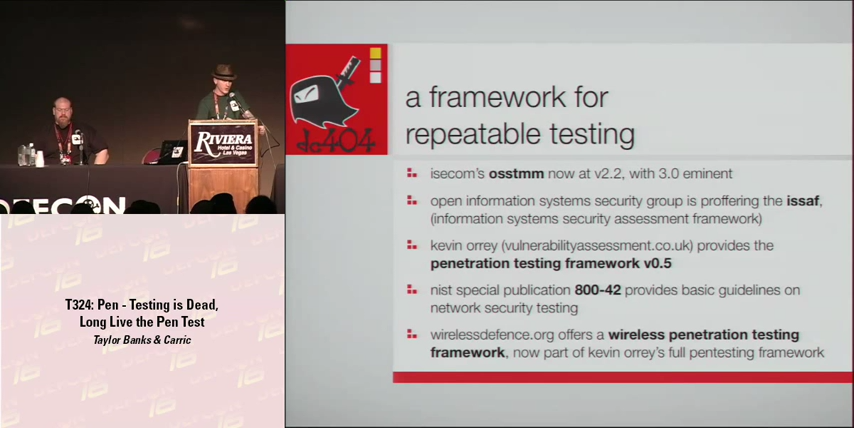 RIVIERA
Hotel & Casino
Las Vegas
T324: Pen - Testing is Dead,
Long Live the Pen Test
Taylor Banks & Carric
dc404
a framework for
repeatable testing
isecom's osstmm now at v2.2, with 3.0 eminent
open information systems security group is proffering the issaf,
(information systems security assessment framework)
kevin orrey (vulnerabilityassessment.co.uk) provides the
penetration testing framework v0.5
nist special publication 800-42 provides basic guidelines on
network security testing
wirelessdefence.org offers a wireless penetration testing
framework, now part of kevin orrey's full pentesting framework